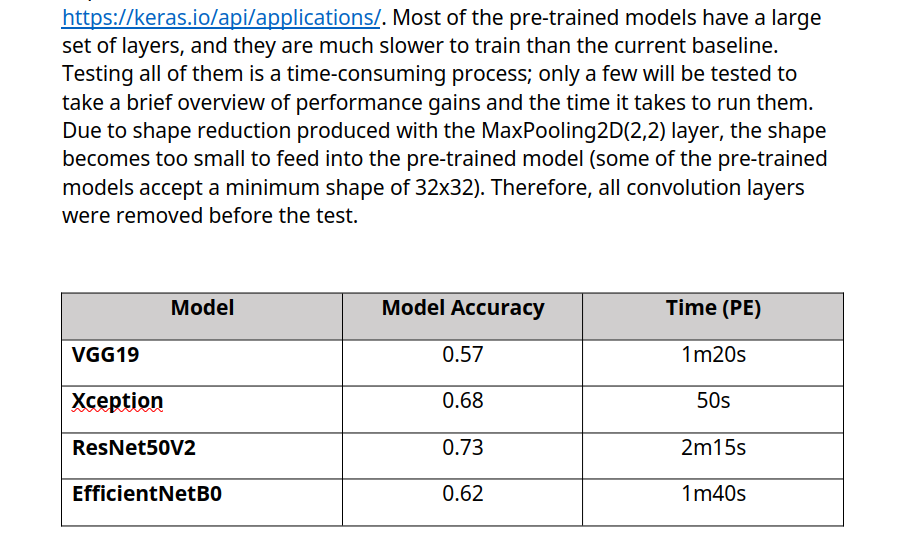 https://keras.io/api/applications/. Most of the pre-trained models have a large
set of layers, and they are much slower to train than the current baseline.
Testing all of them is a time-consuming process; only a few will be tested to
take a brief overview of performance gains and the time it takes to run them.
Due to shape reduction produced with the MaxPooling2D(2,2) layer, the shape
becomes too small to feed into the pre-trained model (some of the pre-trained
models accept a minimum shape of 32x32). Therefore, all convolution layers
were removed before the test.
Model Model Accuracy Time (PE)
VGG19 0.57 1m20s
Xception 0.68 50s
ResNet50V2 0.73 2m15s
EfficientNetB0 0.62 1m40s